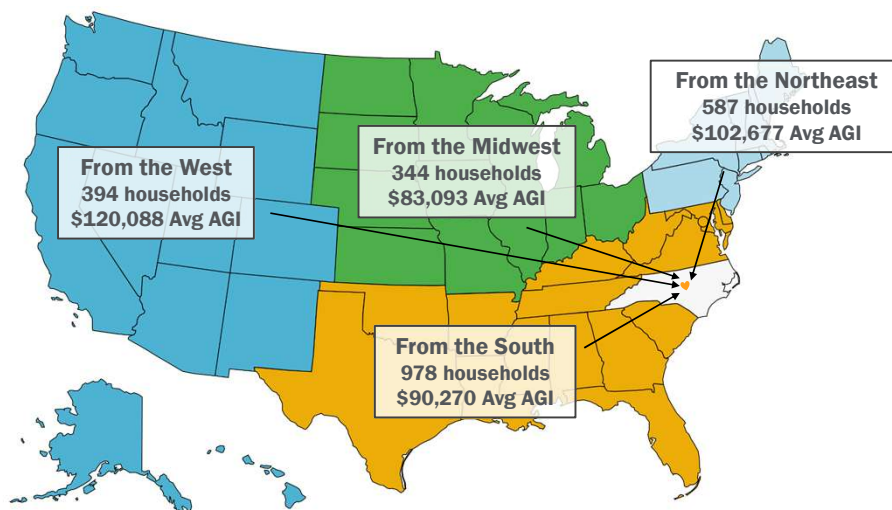 From the Northeast
587 households
$102,677 Avg AGI
From the Midwest
344 households
$83,093 Avg AGI
From the West
394 households
$120,088 Avg AGI
From the South
978 households
$90,270 Avg AGI